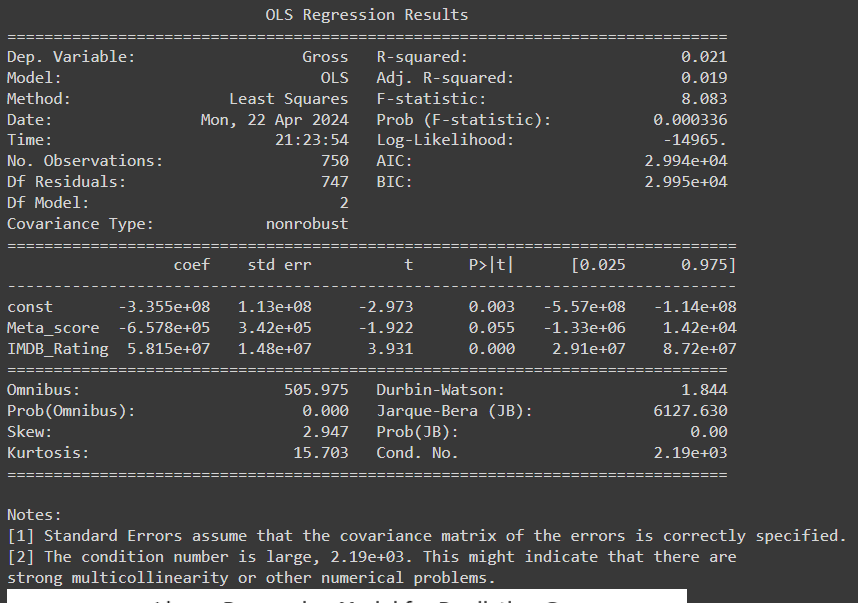 OLS Regression Results
==============================================================================
Dep. Variable: Gross R-squared: 0.021
Model: OLS Adj. R-squared: 0.019
Method: Least Squares F-statistic: 8.083
Date: Mon, 22 Apr 2024 Prob (F-statistic): 0.000336
Time: 21:23:54 Log-Likelihood: -14965.
No. Observations: 750 AIC: 2.994e+04
Df Residuals: 747 BIC: 2.995e+04
Df Model: 2
Covariance Type: nonrobust
===============================================================================
coef std err t P>|t| [0.025 0.975]
-------------------------------------------------------------------------------
const -3.355e+08 1.13e+08 -2.973 0.003 -5.57e+08 -1.14e+08
Meta_score -6.578e+05 3.42e+05 -1.922 0.055 -1.33e+06 1.42e+04
IMDB_Rating 5.815e+07 1.48e+07 3.931 0.000 2.91e+07 8.72e+07
==============================================================================
Omnibus: 505.975 Durbin-Watson: 1.844
Prob(Omnibus): 0.000 Jarque-Bera (JB): 6127.630
Skew: 2.947 Prob(JB): 0.00
Kurtosis: 15.703 Cond. No. 2.19e+03
==============================================================================
Notes:
[1] Standard Errors assume that the covariance matrix of the errors is correctly specified.
[2] The condition number is large, 2.19e+03. This might indicate that there are
strong multicollinearity or other numerical problems.